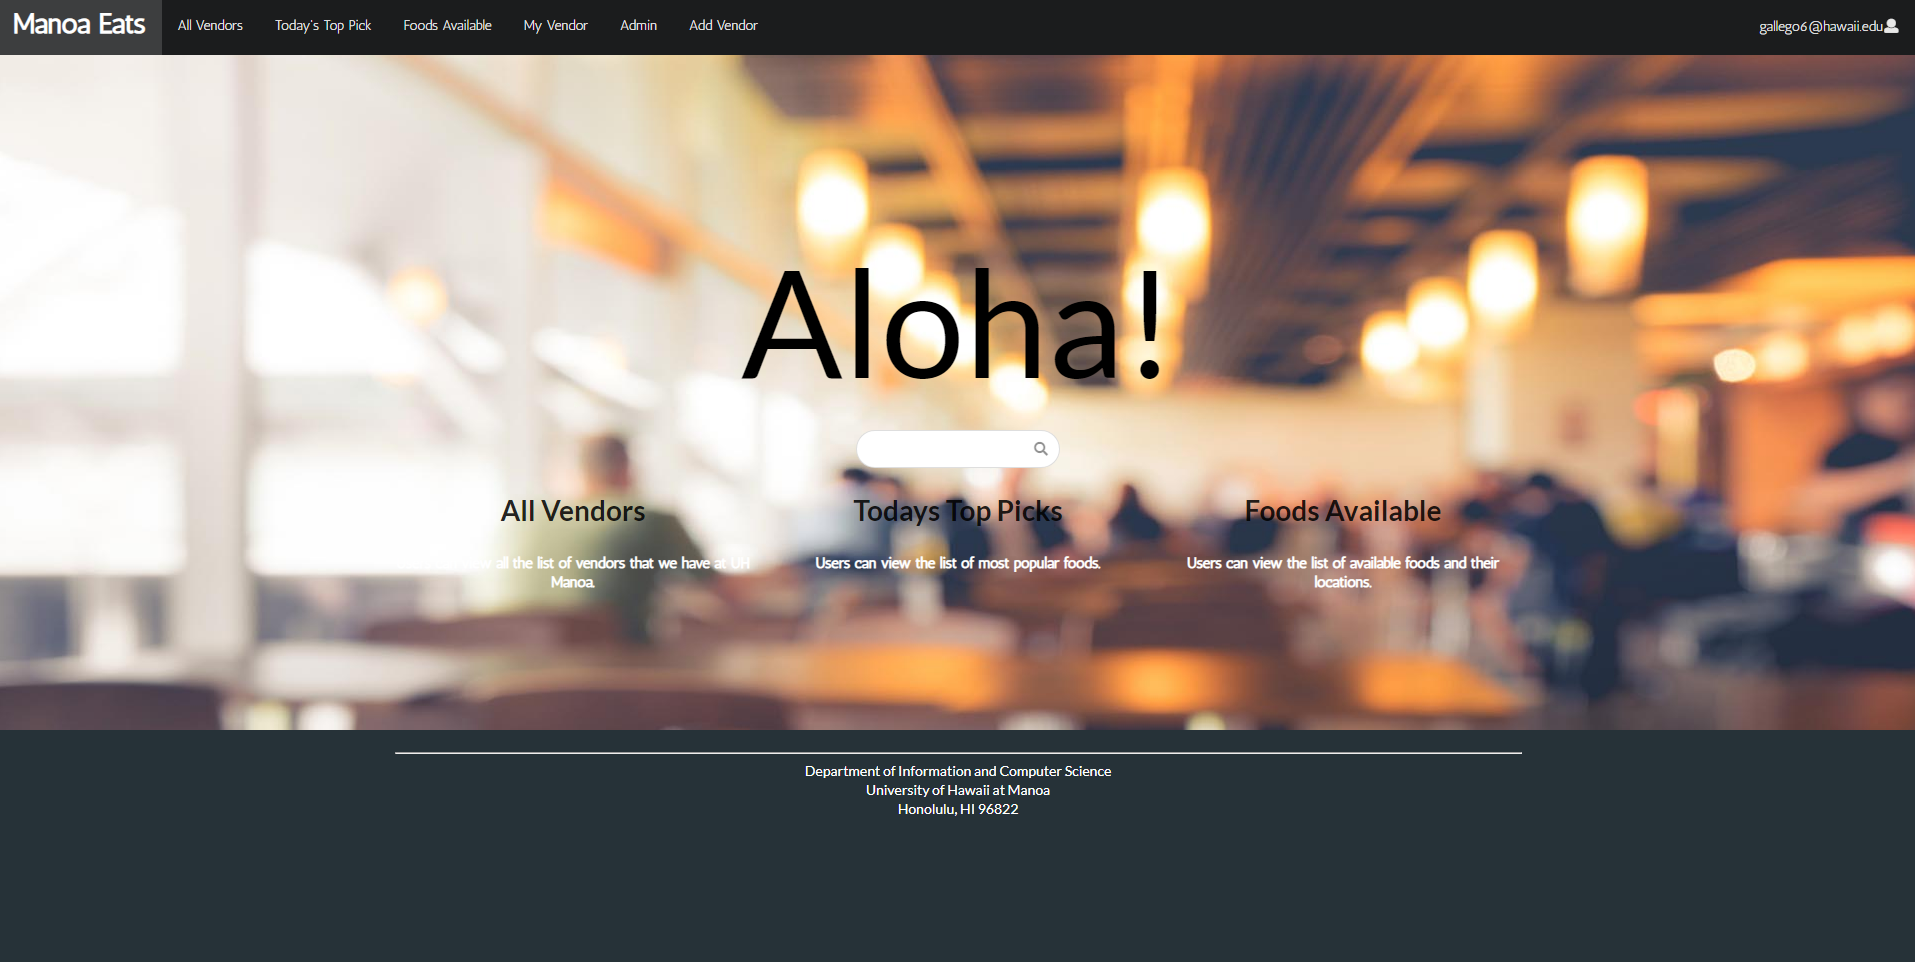 Manoa Eats
All Vendors
Today's Top Pick
Foods Available
My Vendor
Admin
Add Vendor
gallego6@hawaii.edu
Aloha!
All Vendors
all the list of vendors that we have at UH
Manoa.
Todays Top Picks
Users can view the list of most popular foods.
Foods Available
Users can view the list of available foods and their
locations.
Department of Information and Computer Science
University of Hawaii at Manoa
Honolulu, HI 96822